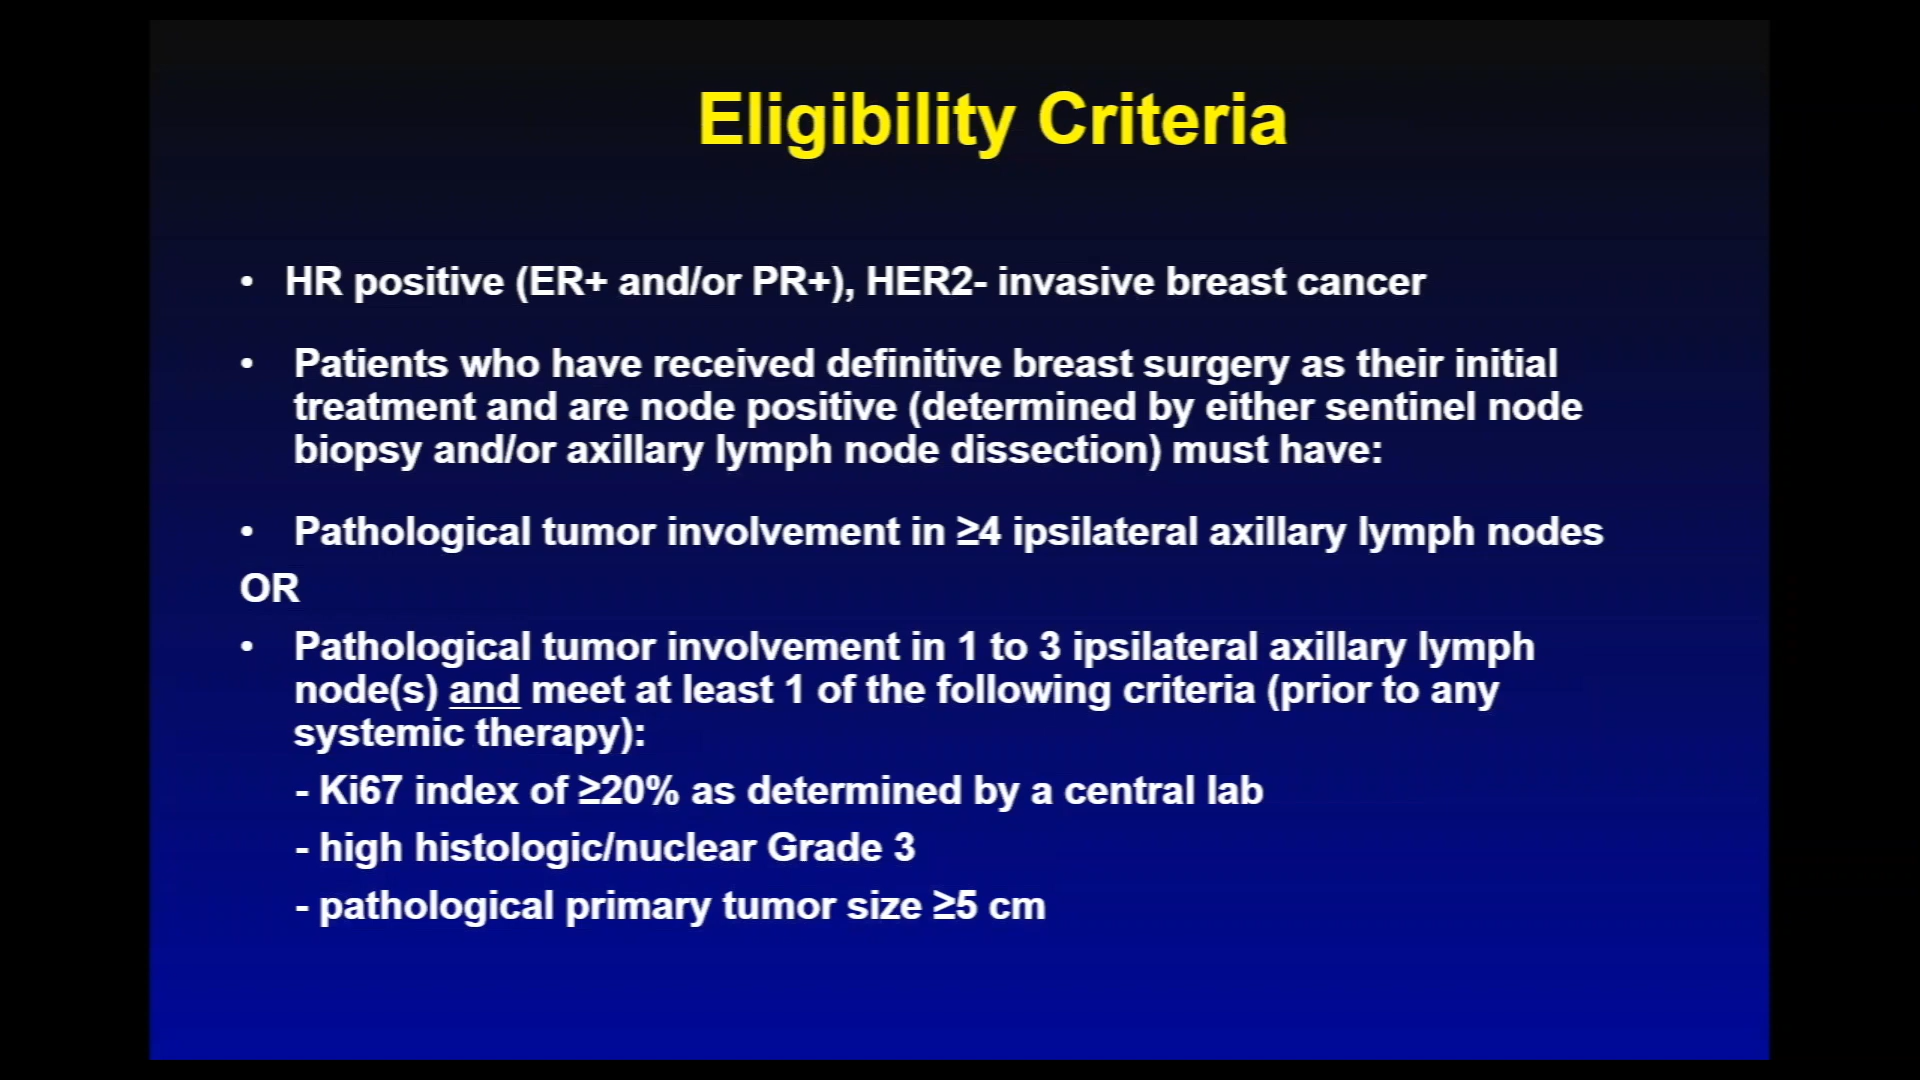 Eligibility Criteria
• HR positive (ER+ and/or PR+), HER2- invasive breast cancer
• Patients who have received definitive breast surgery as their initial
treatment and are node positive (determined by either sentinel node
biopsy and/or axillary lymph node dissection) must have:
• Pathological tumor involvement in ≥4 ipsilateral axillary lymph nodes
OR
• Pathological tumor involvement in 1 to 3 ipsilateral axillary lymph
node(s) and meet at least 1 of the following criteria (prior to any
systemic therapy):
- Ki67 index of ≥20% as determined by a central lab
- high histologic/nuclear Grade 3
- pathological primary tumor size ≥5 cm